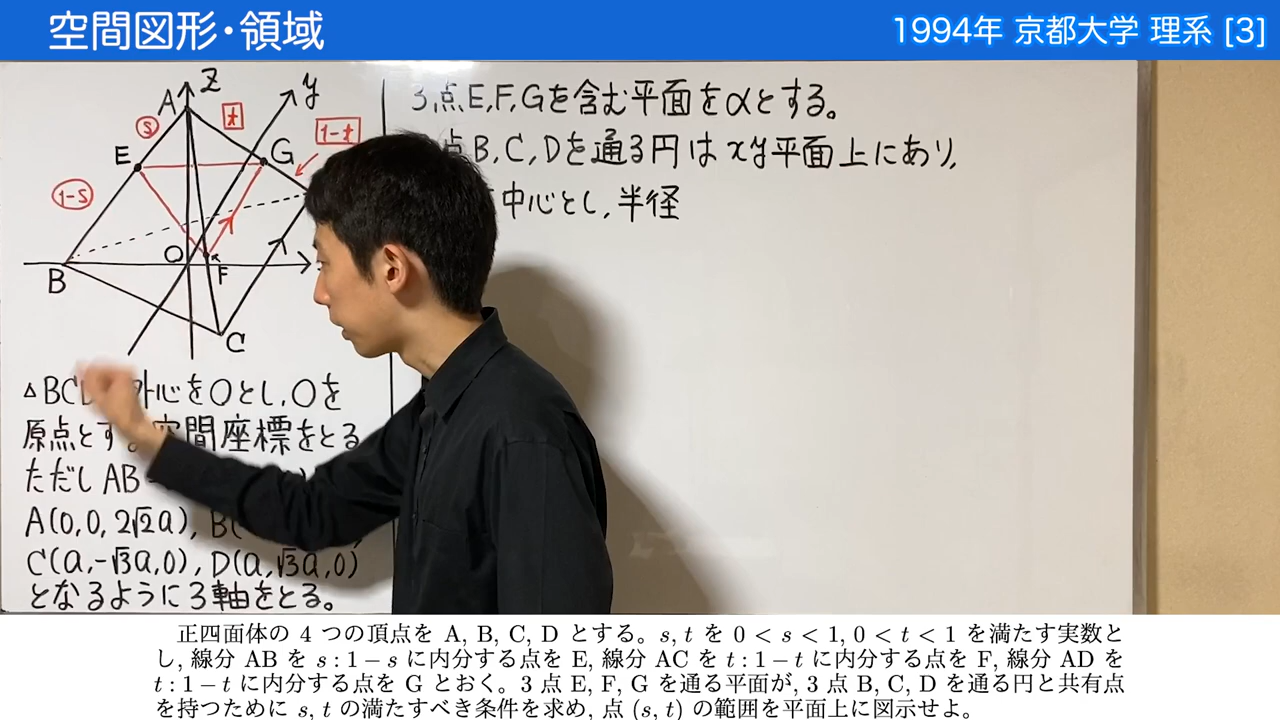 空間図形・領域
1994年 京都大学 理系 [3]
z
y
A
s
t
1-t
E
G
1-s
O
F
B
C
3点E,F,Gを含む平面をαとする。
点B,C,Dを通る円はxy平面上にあり,
中心とし,半径
△BC 外心をOとし,Oを
原点とする空間座標をとる
ただし AB
A(0,0,2√2a), B(
C(a,-√3a,0), D(a,√3a,0)
となるように3軸をとる。
正四面体の 4 つの頂点を A, B, C, D とする。s, t を 0 < s < 1, 0 < t < 1 を満たす実数と
し, 線分 AB を s : 1 − s に内分する点を E, 線分 AC を t : 1 − t に内分する点を F, 線分 AD を
t : 1 − t に内分する点を G とおく。3 点 E, F, G を通る平面が, 3 点 B, C, D を通る円と共有点
を持つために s, t の満たすべき条件を求め, 点 (s, t) の範囲を平面上に図示せよ。